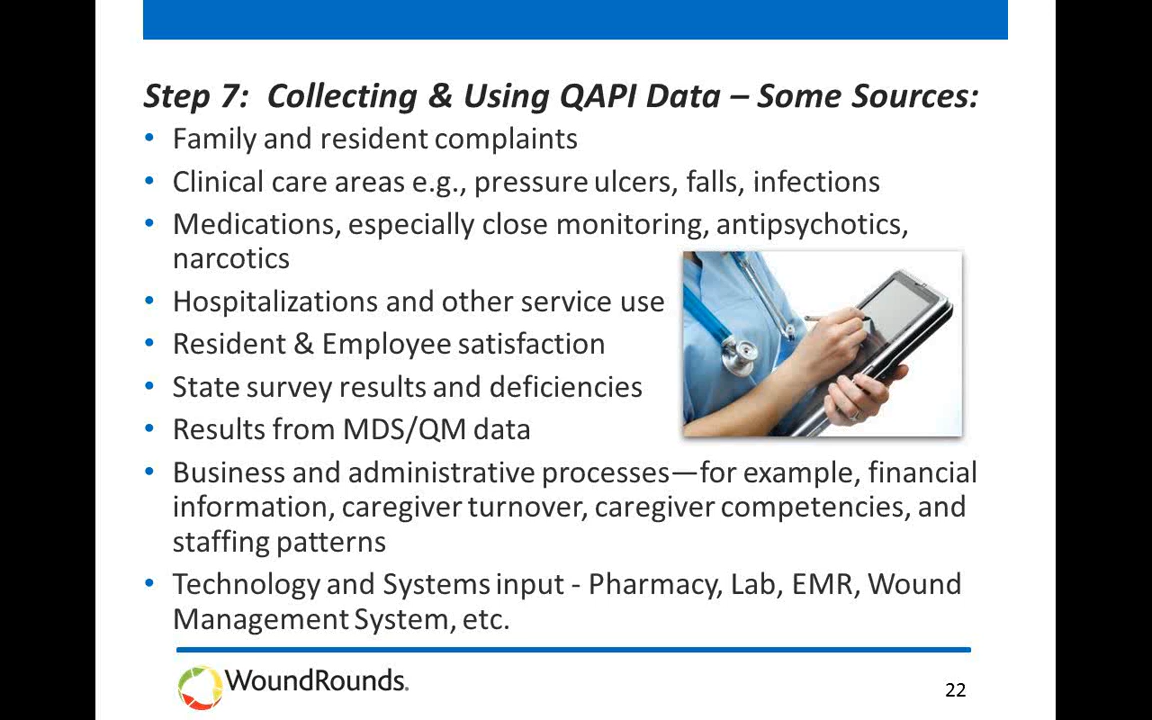 Step 7:  Collecting & Using QAPI Data – Some Sources:
• Family and resident complaints
• Clinical care areas e.g., pressure ulcers, falls, infections
• Medications, especially close monitoring, antipsychotics,
narcotics
• Hospitalizations and other service use
• Resident & Employee satisfaction
• State survey results and deficiencies
• Results from MDS/QM data
• Business and administrative processes—for example, financial
information, caregiver turnover, caregiver competencies, and
staffing patterns
• Technology and Systems input - Pharmacy, Lab, EMR, Wound
Management System, etc.
WoundRounds.
22